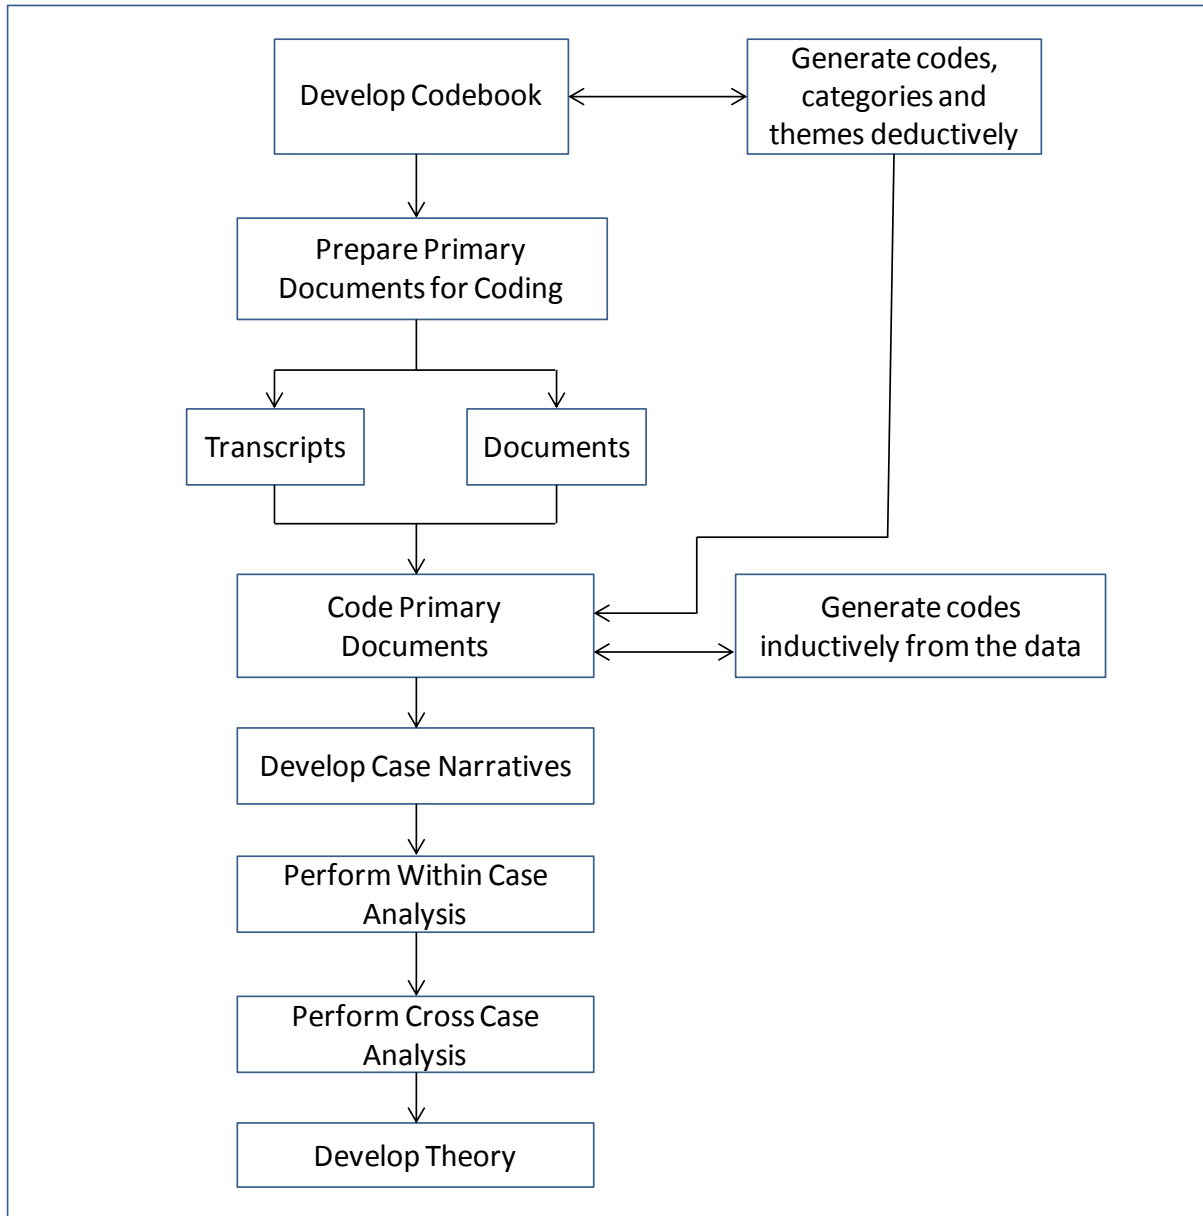 Develop Codebook
Generate codes,
categories and
themes deductively
Prepare Primary
Documents for Coding
Transcripts
Documents
Code Primary
Documents
Generate codes
inductively from the data
Develop Case Narratives
Perform Within Case
Analysis
Perform Cross Case
Analysis
Develop Theory